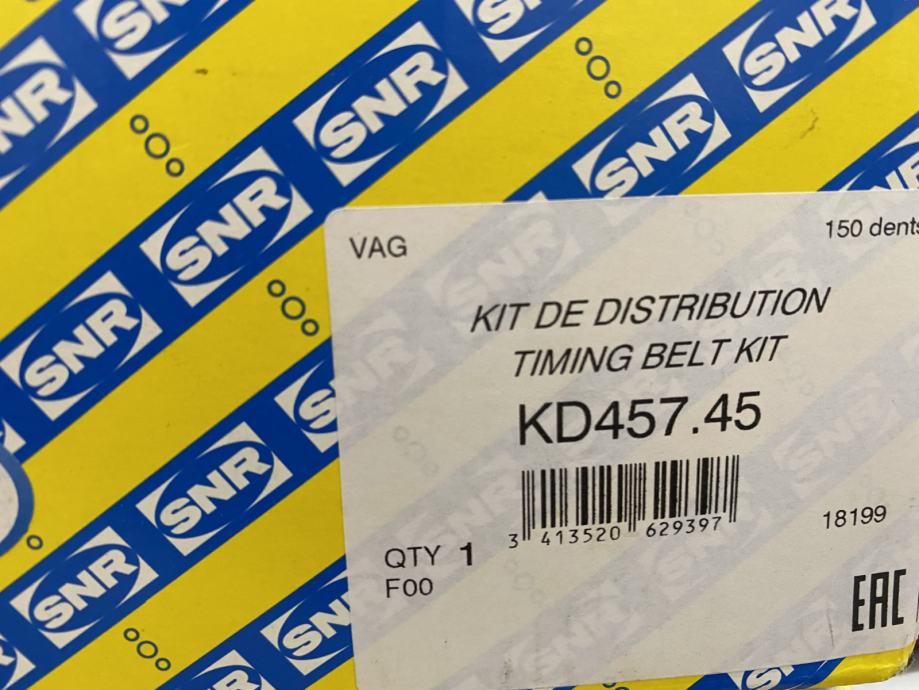 SNR
VAG
150 dents
KIT DE DISTRIBUTION
TIMING BELT KIT
KD457.45
3 413520 629397
18199
QTY 1
F00
EAC